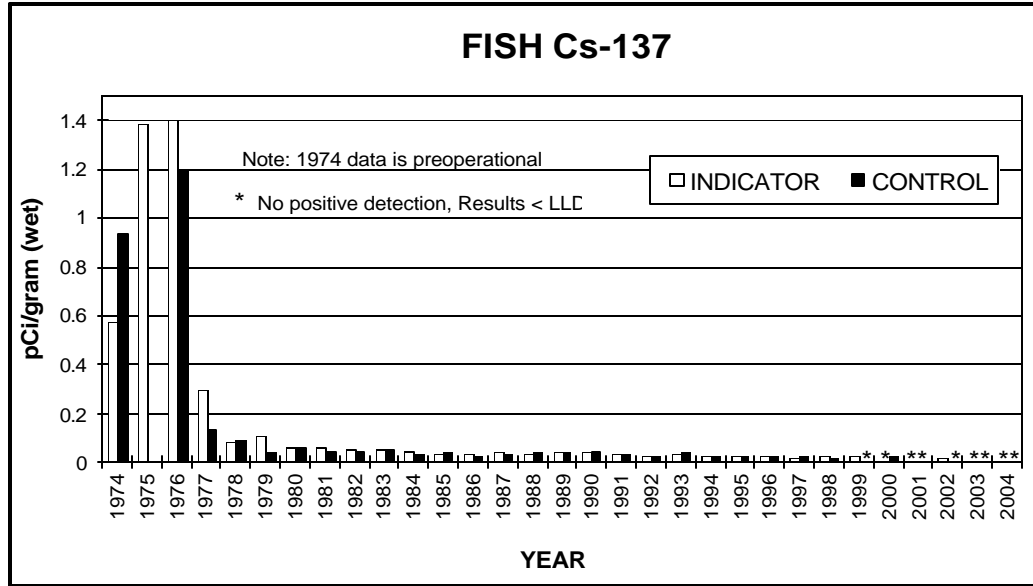 FISH Cs-137
pCi/gram (wet)
1.4
1.2
1
0.8
0.6
0.4
0.2
0
Note: 1974 data is preoperational
* No positive detection, Results < LLD
INDICATOR CONTROL
* * ** * ** **
1974 1975 1976 1977 1978 1979 1980 1981 1982 1983 1984 1985 1986 1987 1988 1989 1990 1991 1992 1993 1994 1995 1996 1997 1998 1999 2000 2001 2002 2003 2004
YEAR